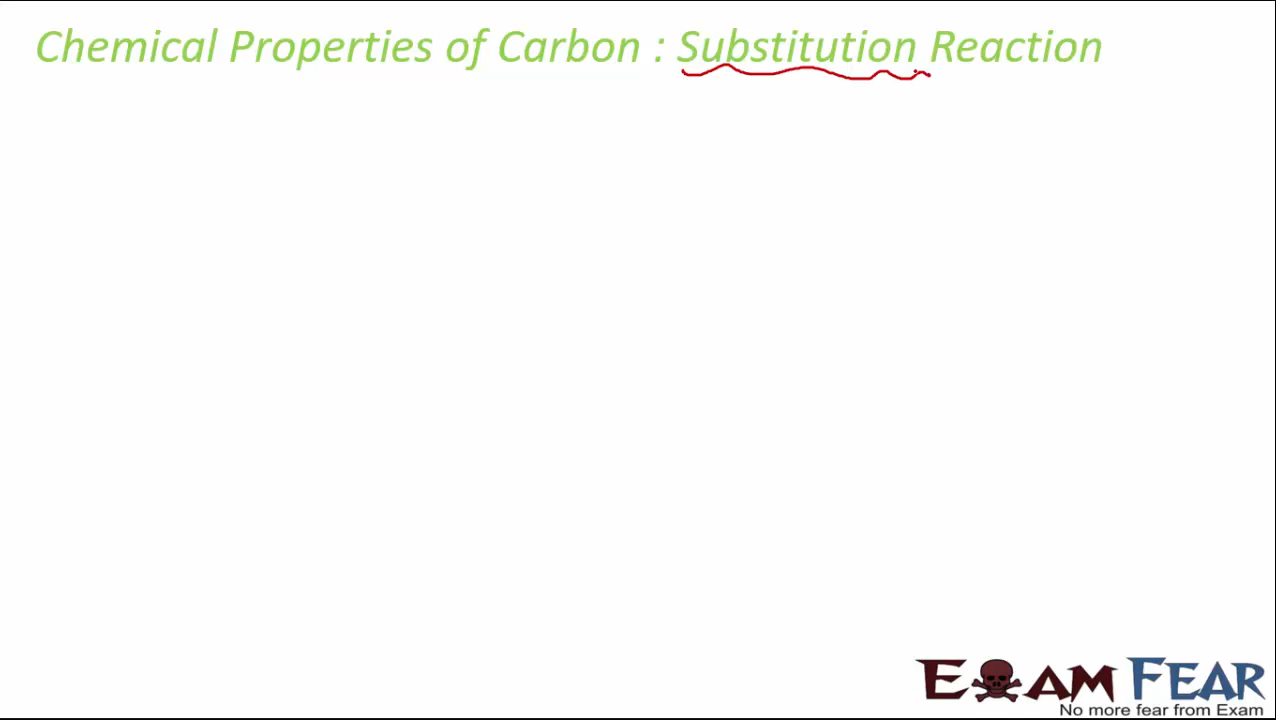 Chemical Properties of Carbon : Substitution Reaction
EXAM FEAR
No more fear from Exam